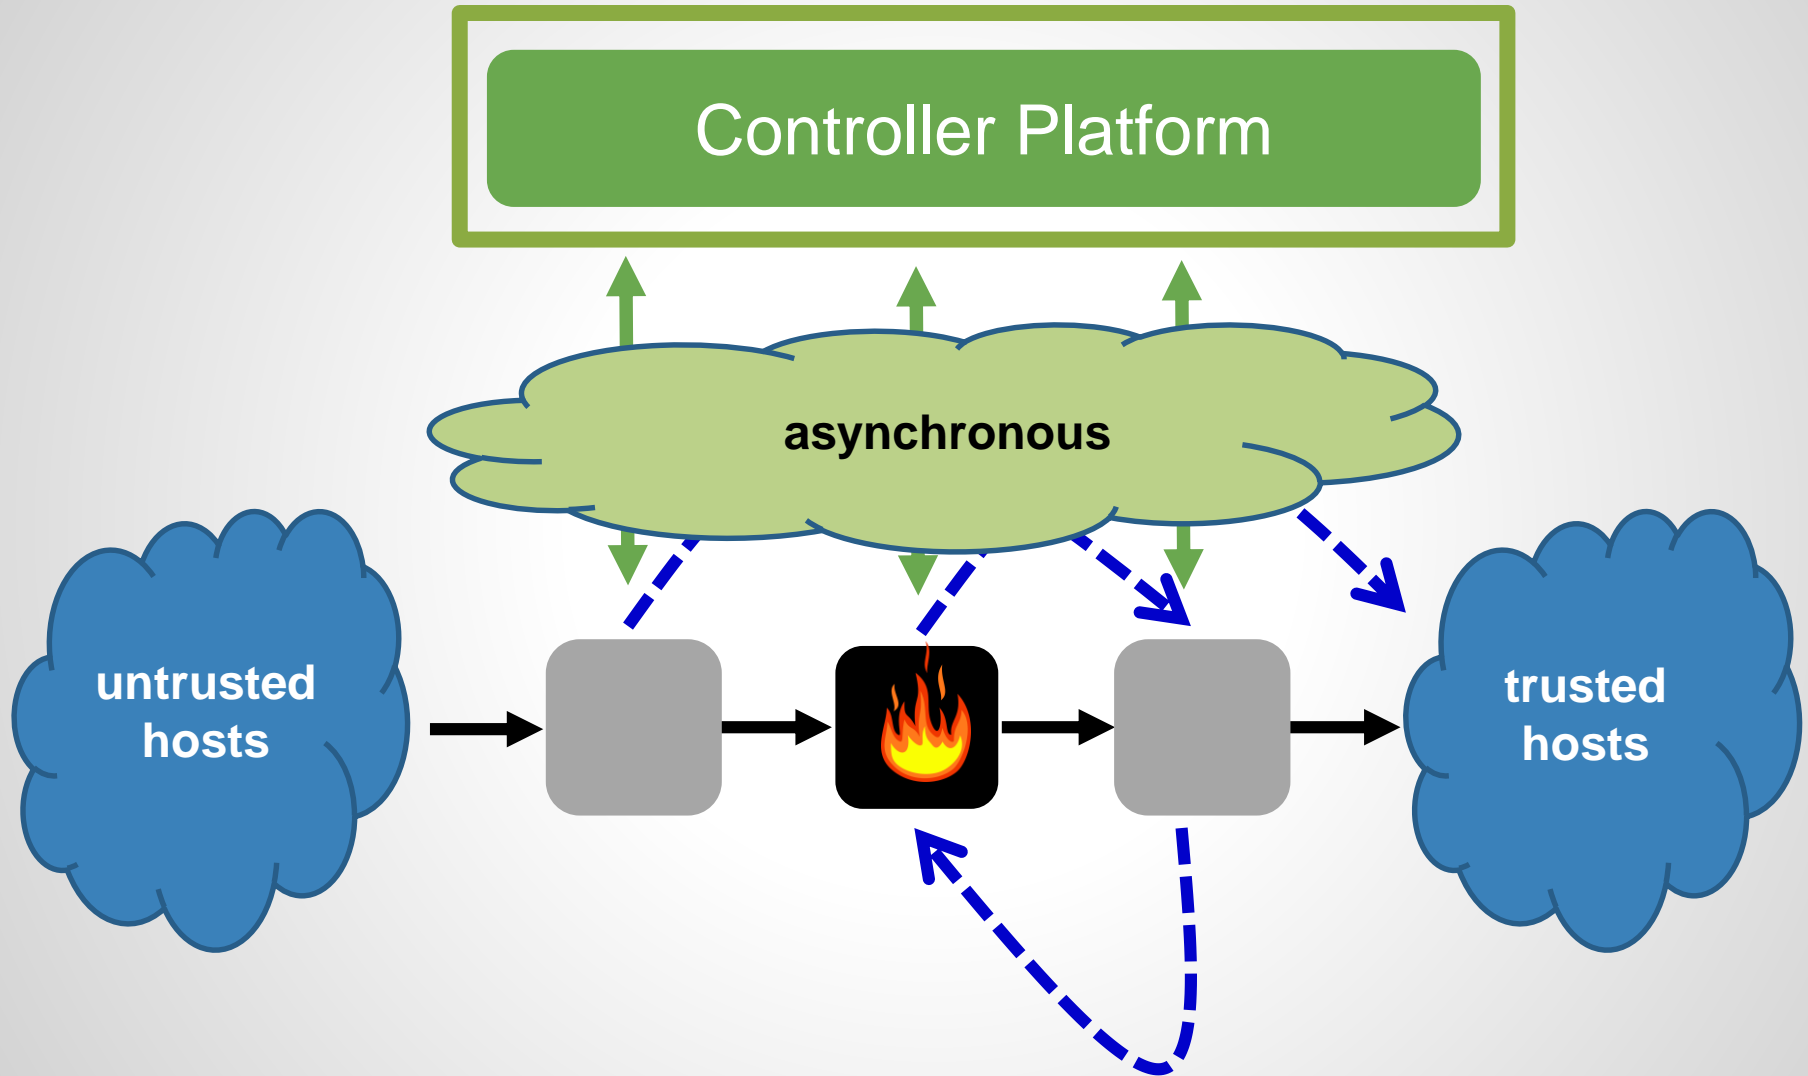 Controller Platform
asynchronous
untrusted
hosts
trusted
hosts